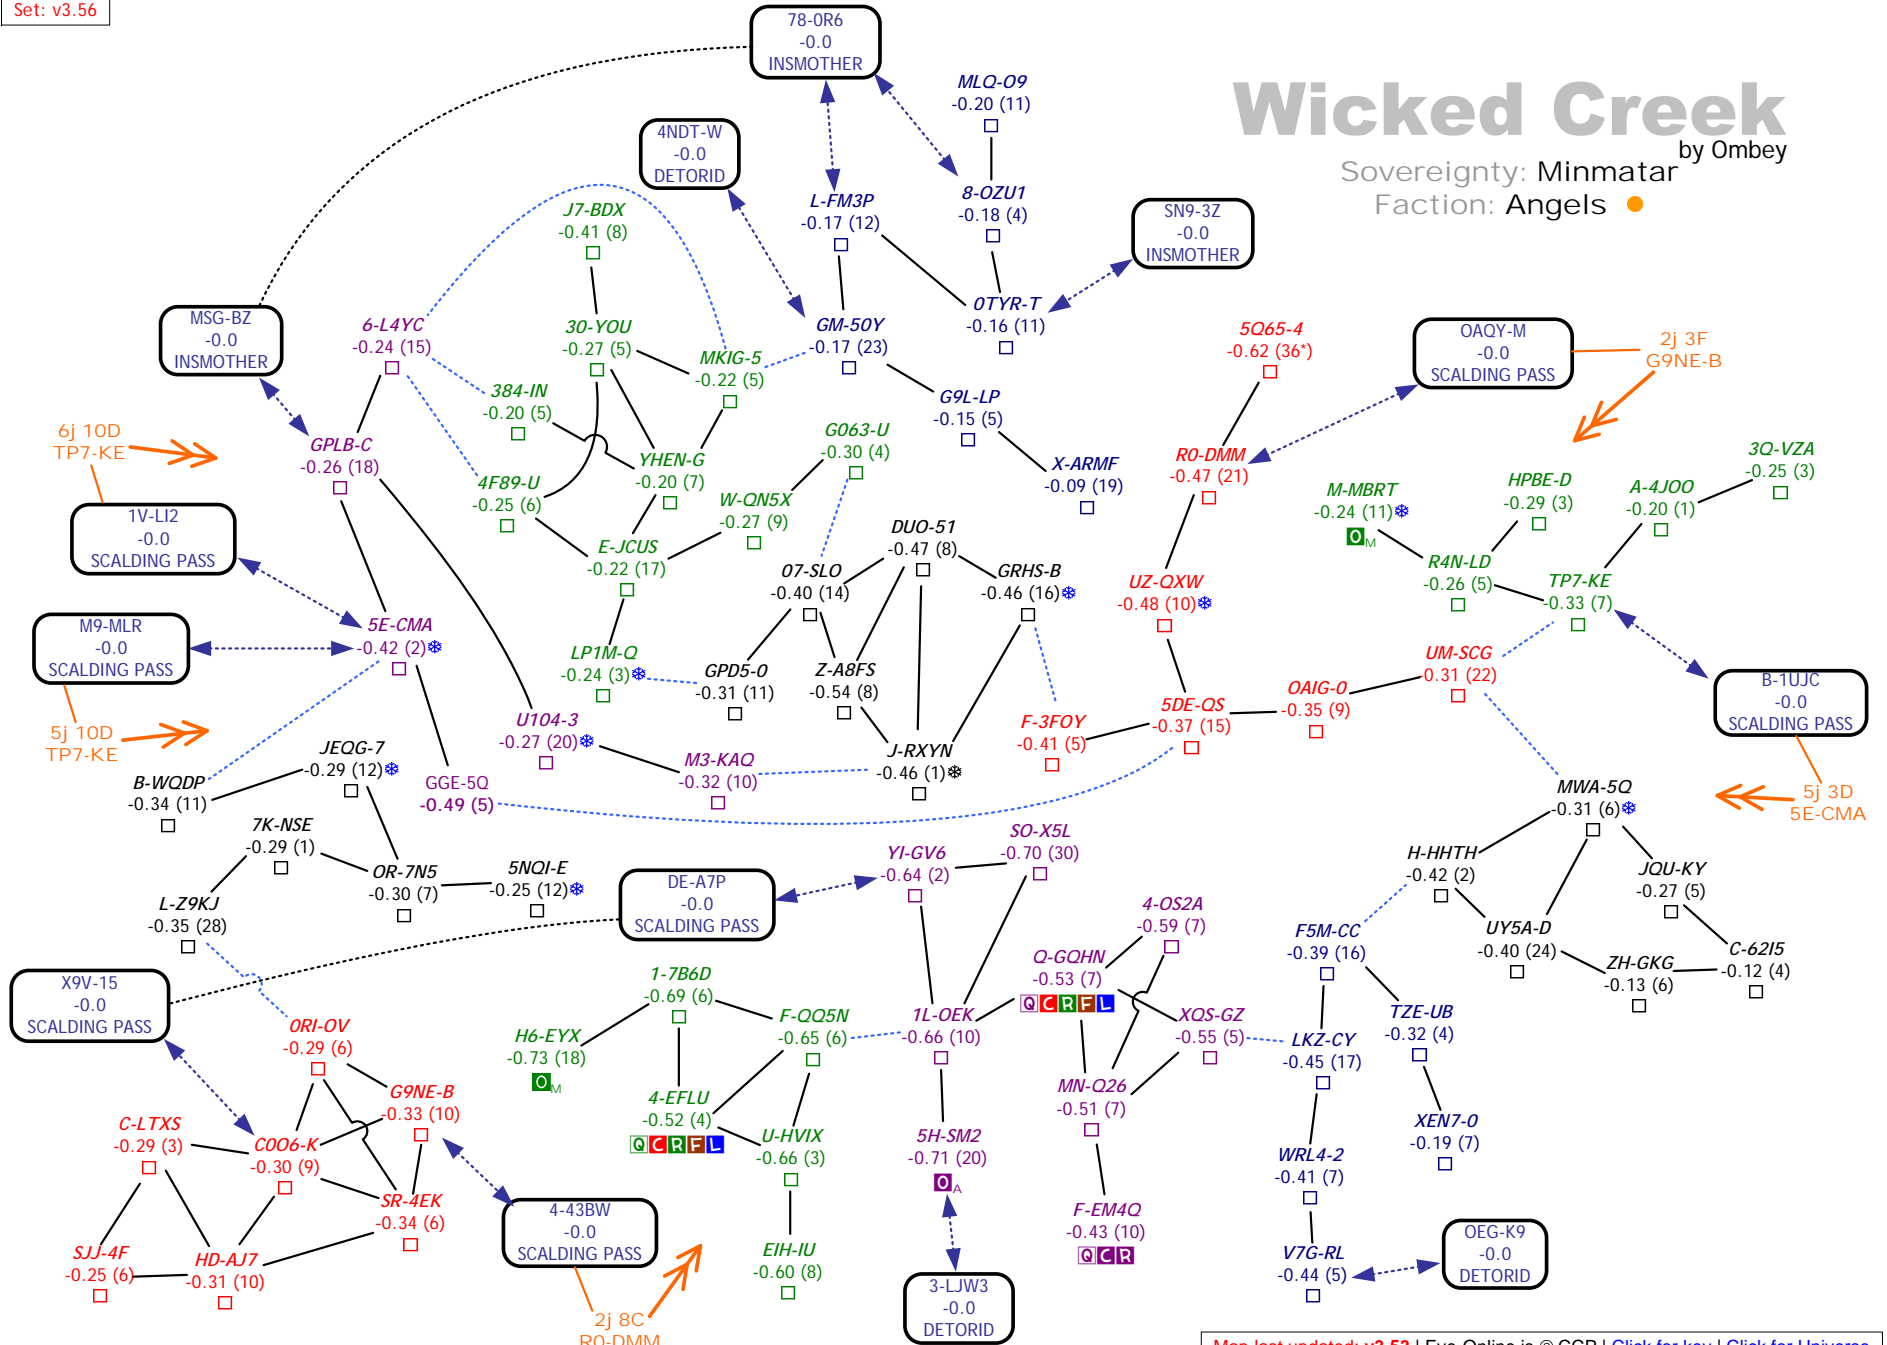 Set: v3.56
78-0R6
-0.0
INSMOTHER
MLQ-O9
-0.20 (11)
Wicked Creek
by Ombey
Sovereignty: Minmatar
Faction: Angels
4NDT-W
-0.0
DETORID
L-FM3P
-0.17 (12)
8-OZU1
-0.18 (4)
SN9-3Z
-0.0
INSMOTHER
J7-BDX
-0.41 (8)
MSG-BZ
-0.0
INSMOTHER
6-L4YC
-0.24 (15)
30-YOU
-0.27 (5)
MKIG-5
-0.22 (5)
GM-50Y
-0.17 (23)
0TYR-T
-0.16 (11)
5Q65-4
-0.62 (36*)
OAQY-M
-0.0
SCALDING PASS
2j 3F
G9NE-B
384-IN
-0.20 (5)
G9L-LP
-0.15 (5)
6j 10D
TP7-KE
GPLB-C
-0.26 (18)
G063-U
-0.30 (4)
YHEN-G
-0.20 (7)
X-ARMF
-0.09 (19)
R0-DMM
-0.47 (21)
3Q-VZA
-0.25 (3)
4F89-U
-0.25 (6)
W-QN5X
-0.27 (9)
M-MBRT
-0.24 (11)
O M
HPBE-D
-0.29 (3)
A-4JOO
-0.20 (1)
1V-LI2
-0.0
SCALDING PASS
E-JCUS
-0.22 (17)
DUO-51
-0.47 (8)
07-SLO
-0.40 (14)
GRHS-B
-0.46 (16)
UZ-QXW
-0.48 (10)
R4N-LD
-0.26 (5)
TP7-KE
-0.33 (7)
M9-MLR
-0.0
SCALDING PASS
5E-CMA
-0.42 (2)
LP1M-Q
-0.24 (3)
GPD5-0
-0.31 (11)
Z-A8FS
-0.54 (8)
UM-SCG
-0.31 (22)
B-1UJC
-0.0
SCALDING PASS
OAIG-0
-0.35 (9)
5DE-QS
-0.37 (15)
F-3FOY
-0.41 (5)
5j 10D
TP7-KE
U104-3
-0.27 (20)
JEQG-7
-0.29 (12)
M3-KAQ
-0.32 (10)
J-RXYN
-0.46 (1)
B-WQDP
-0.34 (11)
GGE-5Q
-0.49 (5)
MWA-5Q
-0.31 (6)
5j 3D
5E-CMA
7K-NSE
-0.29 (1)
SO-X5L
-0.70 (30)
YI-GV6
-0.64 (2)
H-HHTH
-0.42 (2)
JQU-KY
-0.27 (5)
OR-7N5
-0.30 (7)
5NQI-E
-0.25 (12)
DE-A7P
-0.0
SCALDING PASS
L-Z9KJ
-0.35 (28)
4-OS2A
-0.59 (7)
F5M-CC
-0.39 (16)
UY5A-D
-0.40 (24)
C-62I5
-0.12 (4)
ZH-GKG
-0.13 (6)
X9V-15
-0.0
SCALDING PASS
1-7B6D
-0.69 (6)
Q-GQHN
-0.53 (7)
Q C R F L
0RI-OV
-0.29 (6)
H6-EYX
-0.73 (18)
O M
F-QQ5N
-0.65 (6)
1L-OEK
-0.66 (10)
XQS-GZ
-0.55 (5)
LKZ-CY
-0.45 (17)
TZE-UB
-0.32 (4)
G9NE-B
-0.33 (10)
4-EFLU
-0.52 (4)
Q C R F L
MN-Q26
-0.51 (7)
C-LTXS
-0.29 (3)
C0O6-K
-0.30 (9)
U-HVIX
-0.66 (3)
5H-SM2
-0.71 (20)
O A
XEN7-0
-0.19 (7)
WRL4-2
-0.41 (7)
SR-4EK
-0.34 (6)
4-43BW
-0.0
SCALDING PASS
F-EM4Q
-0.43 (10)
Q C R
SJJ-4F
-0.25 (6)
HD-AJ7
-0.31 (10)
EIH-IU
-0.60 (8)
V7G-RL
-0.44 (5)
OEG-K9
-0.0
DETORID
3-LJW3
-0.0
DETORID
2j 8C
R0-DMM
Map last updated: v3.53 | Eve Online is © CCP | Click for key | Click for Universe